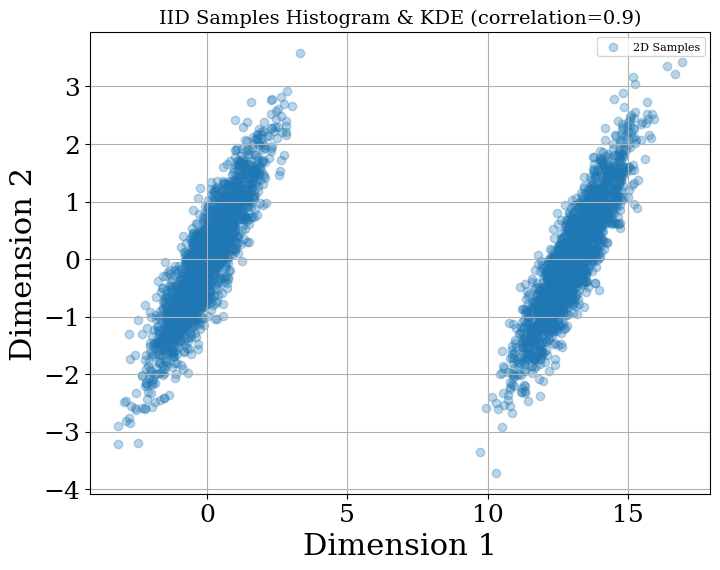 IID Samples Histogram & KDE (correlation=0.9)
2D Samples
3
2
1
0
−1
−2
−3
−4
Dimension 2
0 5 10 15
Dimension 1